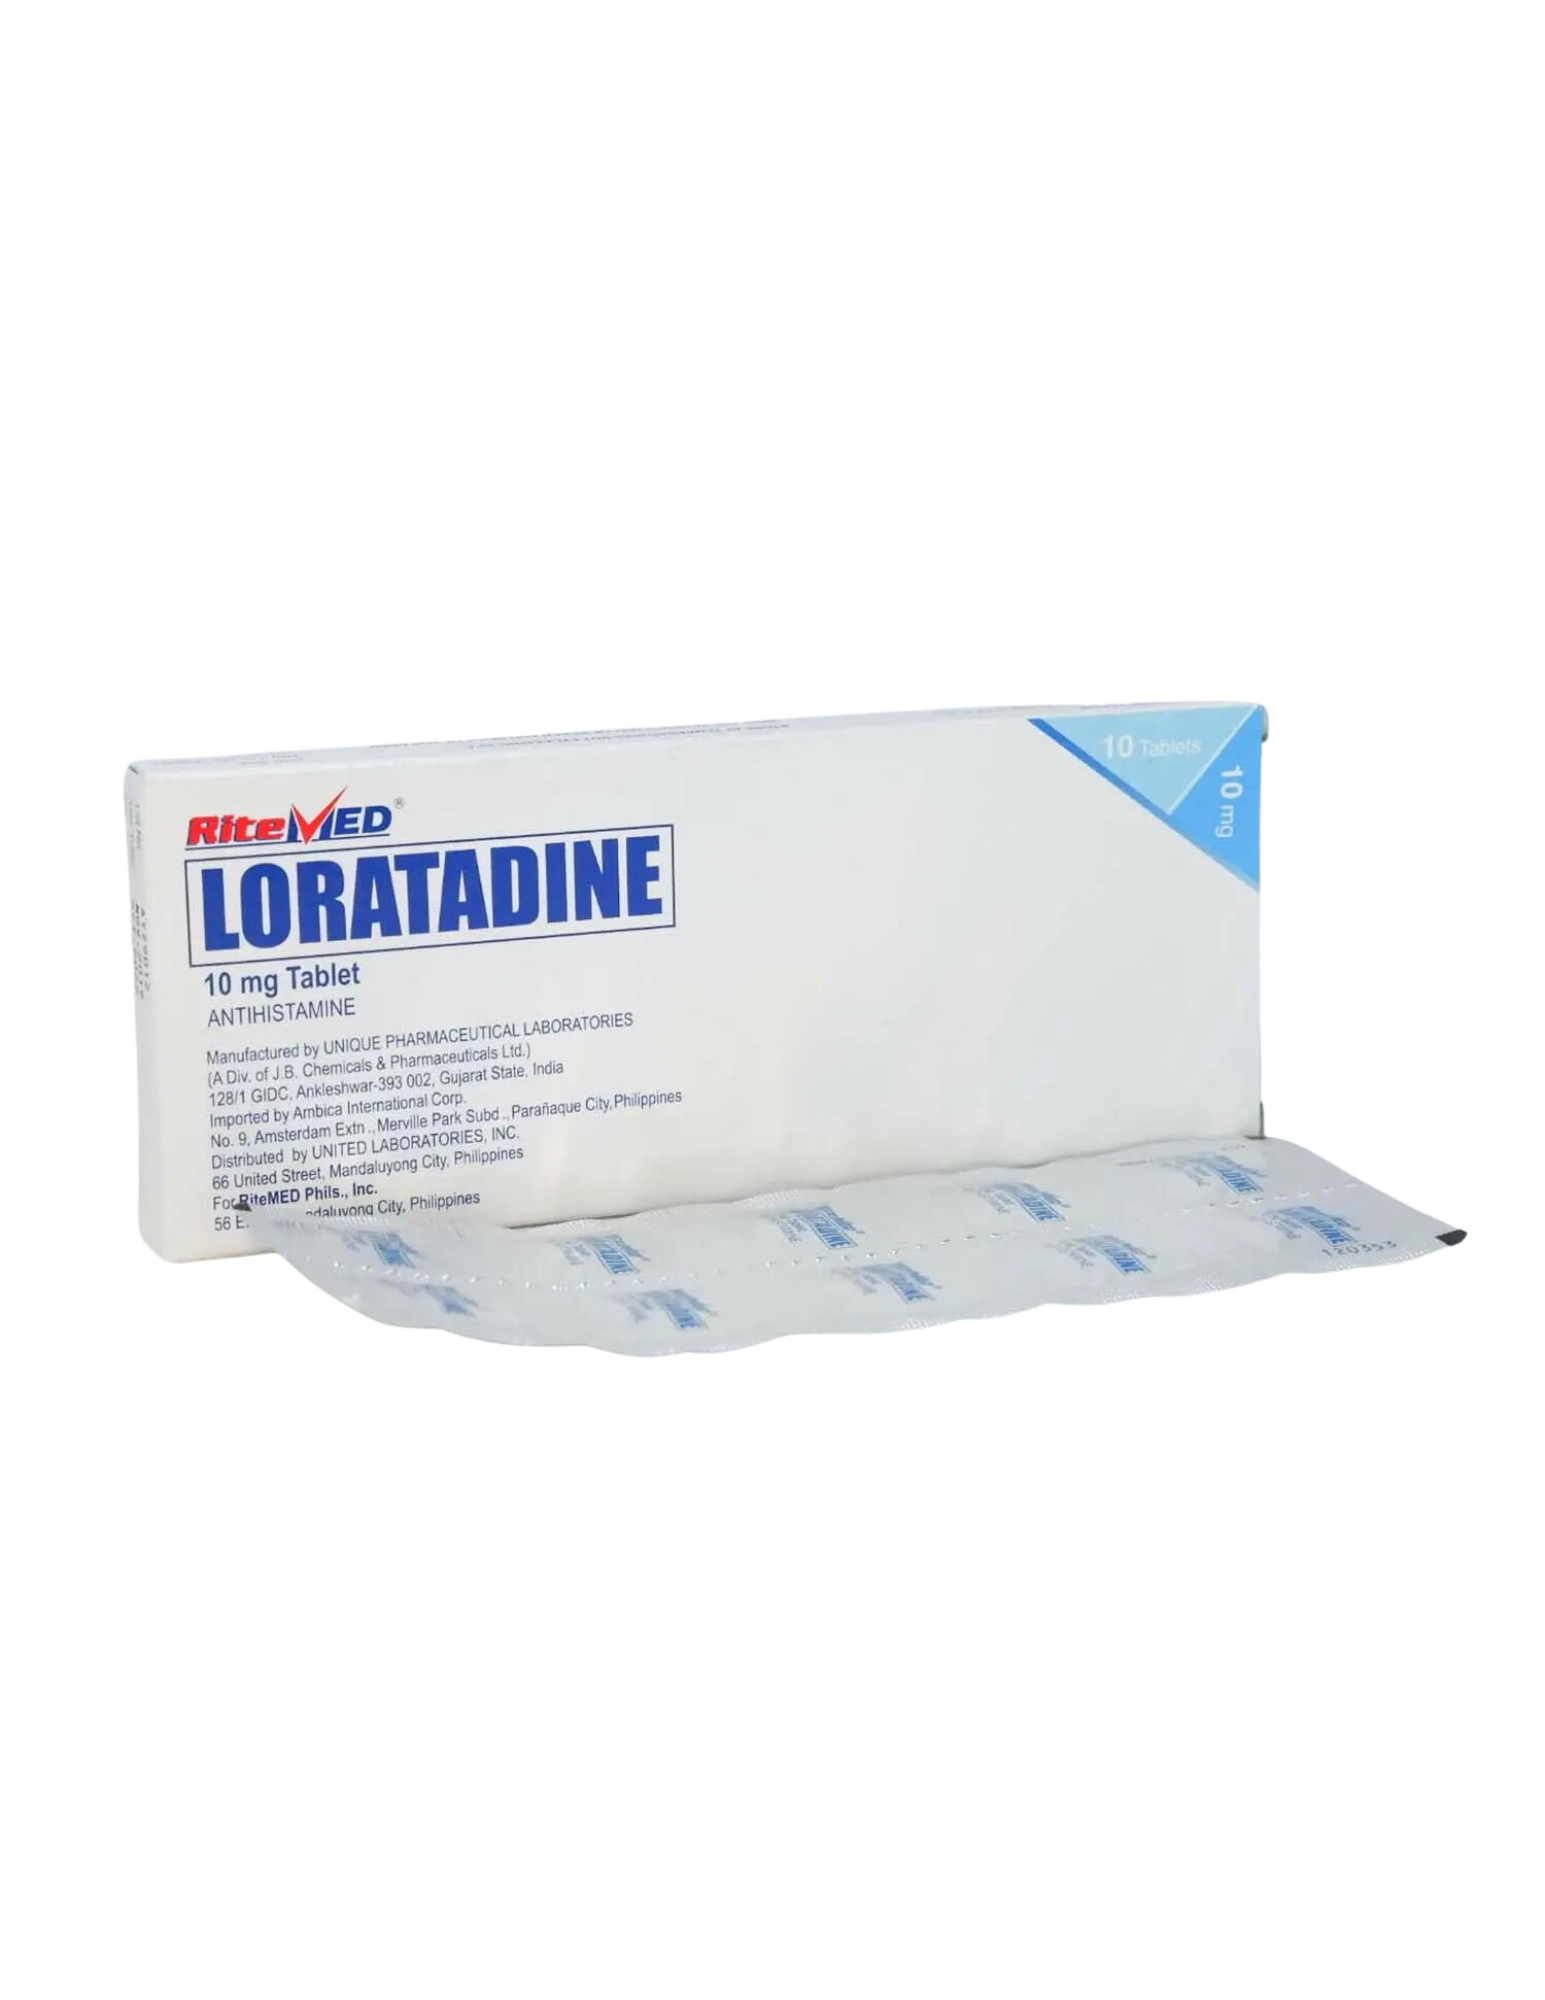 10 Tablets
10 mg
RiteMED®
LORATADINE
10 mg Tablet
ANTIHISTAMINE
Manufactured by UNIQUE PHARMACEUTICAL LABORATORIES
(A Div. of J.B. Chemicals & Pharmaceuticals Ltd.)
128/1 GIDC, Ankleshwar-393 002, Gujarat State, India
Imported by Ambica International Corp.
No. 9, Amsterdam Extn., Merville Park Subd., Parañaque City, Philippines
Distributed by UNITED LABORATORIES, INC.
66 United Street, Mandaluyong City, Philippines
For RiteMED Phils., Inc.
56 E. ndaluyong City, Philippines